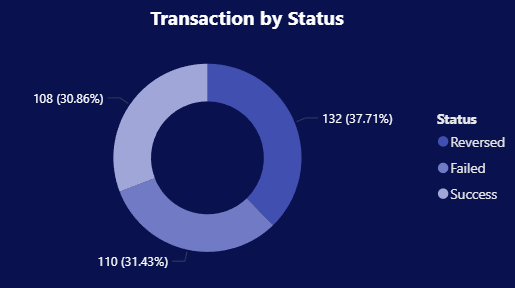 Transaction by Status
108 (30.86%)
132 (37.71%)
110 (31.43%)
Status
Reversed
Failed
Success